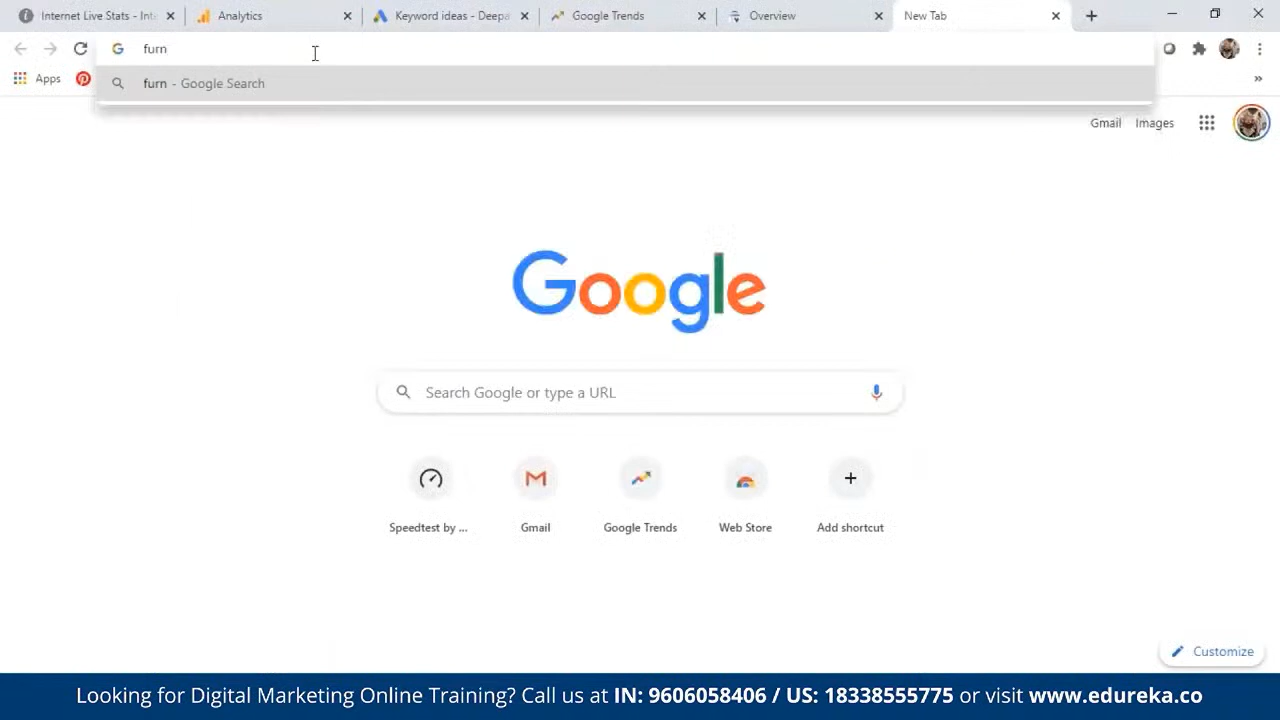 Internet Live Stats - Inte
Analytics
Keyword ideas - Deepa
Google Trends
Overview
New Tab
furn
Apps
furn - Google Search
Gmail
Images
Google
Search Google or type a URL
Speedtest by ...
Gmail
Google Trends
Web Store
Add shortcut
Customize
Looking for Digital Marketing Online Training? Call us at IN: 9606058406 / US: 18338555775 or visit www.edureka.co